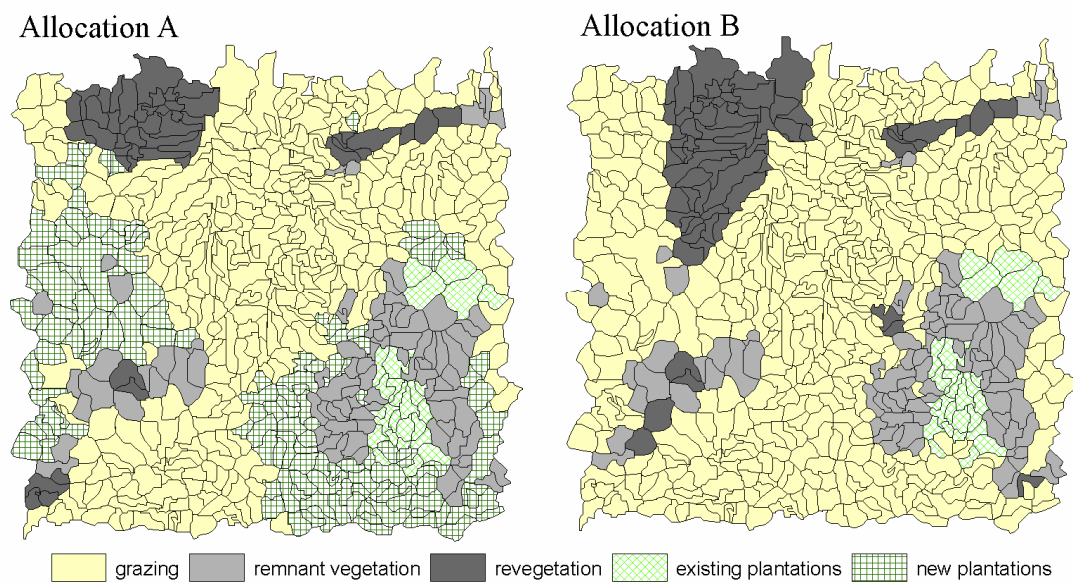 Allocation A
Allocation B
grazing remnant vegetation revegetation existing plantations new plantations